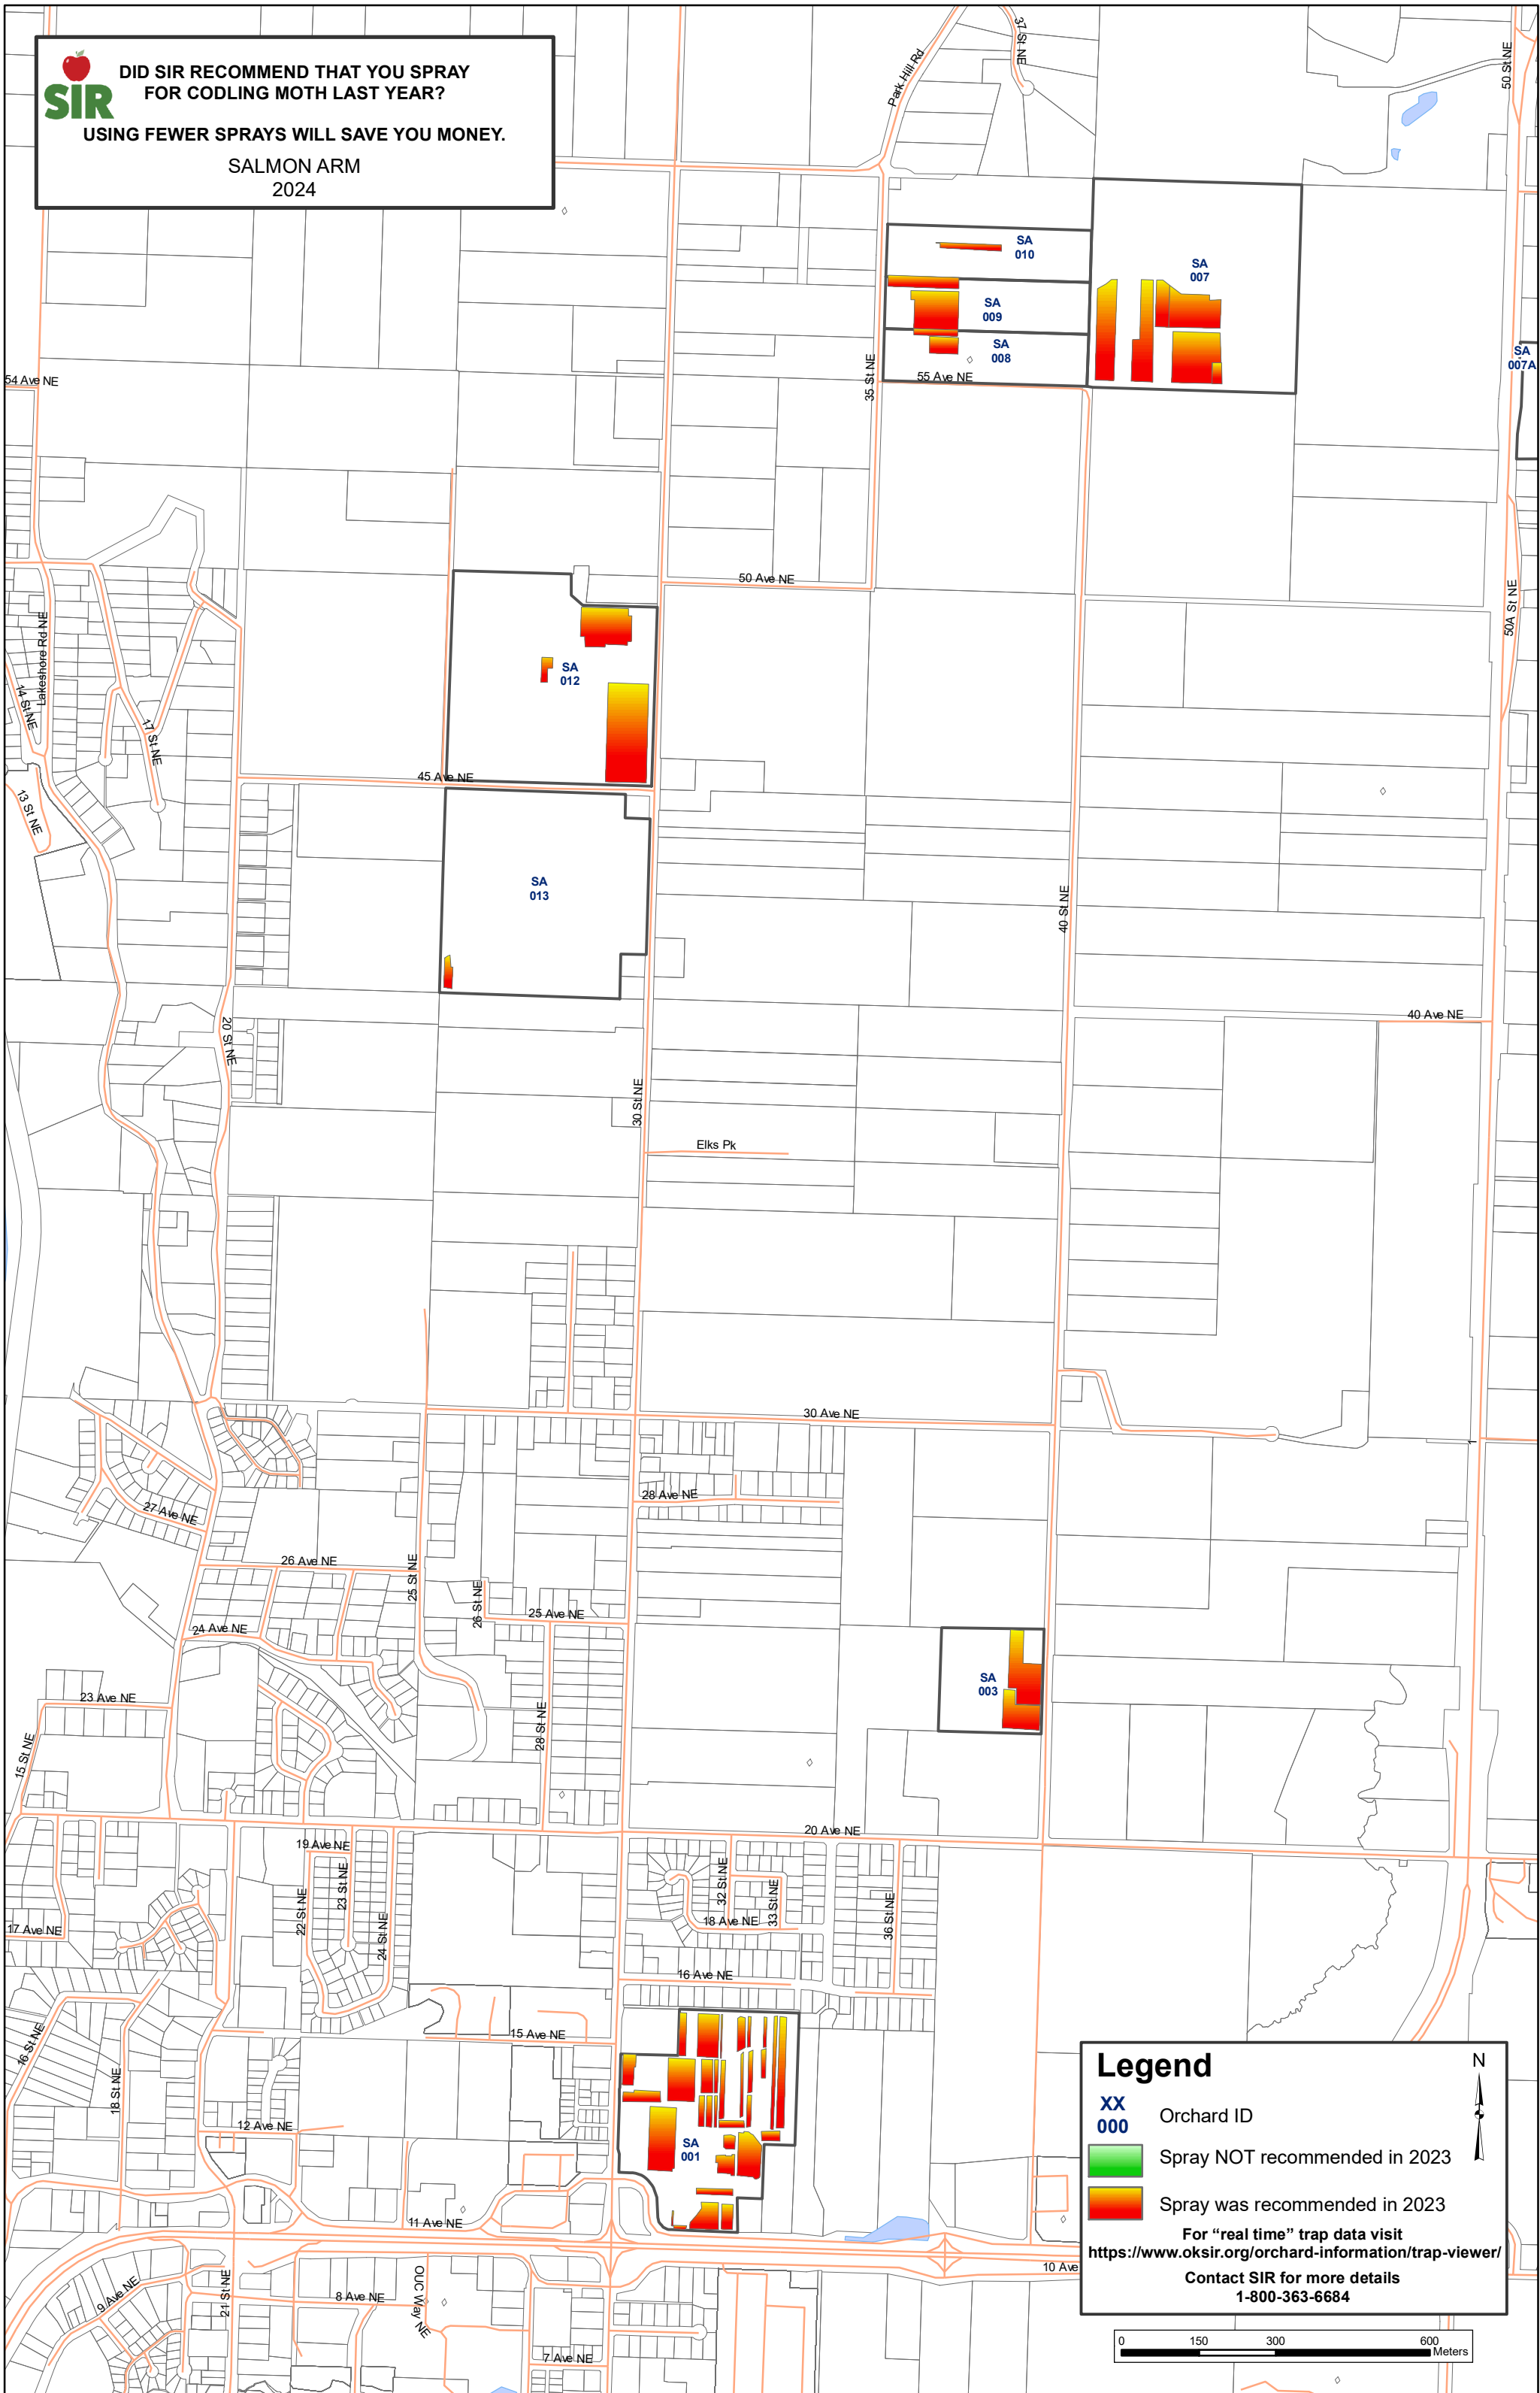 SIR
DID SIR RECOMMEND THAT YOU SPRAY
FOR CODLING MOTH LAST YEAR?
USING FEWER SPRAYS WILL SAVE YOU MONEY.
SALMON ARM
2024
Park Hill Rd
37 St NE
50 St NE
SA
010
SA
007
SA
009
SA
008
SA
007A
54 Ave NE
35 St NE
55 Ave NE
50 Ave NE
50A St NE
Lakeshore Rd NE
14 St NE
17 St NE
SA
012
45 Ave NE
13 St NE
SA
013
40 St NE
40 Ave NE
20 St NE
30 St NE
Elks Pk
30 Ave NE
28 Ave NE
27 Ave NE
26 Ave NE
25 St NE
26 St NE
25 Ave NE
24 Ave NE
SA
003
23 Ave NE
28 St NE
15 St NE
20 Ave NE
19 Ave NE
22 St NE
23 St NE
24 St NE
32 St NE
33 St NE
18 Ave NE
36 St NE
17 Ave NE
16 Ave NE
15 Ave NE
16 St NE
18 St NE
12 Ave NE
SA
001
11 Ave NE
10 Ave
9 Ave NE
21 St NE
8 Ave NE
OUC Way NE
7 Ave NE
Legend
N
XX
000
Orchard ID
Spray NOT recommended in 2023
Spray was recommended in 2023
For “real time” trap data visit
https://www.oksir.org/orchard-information/trap-viewer/
Contact SIR for more details
1-800-363-6684
0 150 300 600
Meters